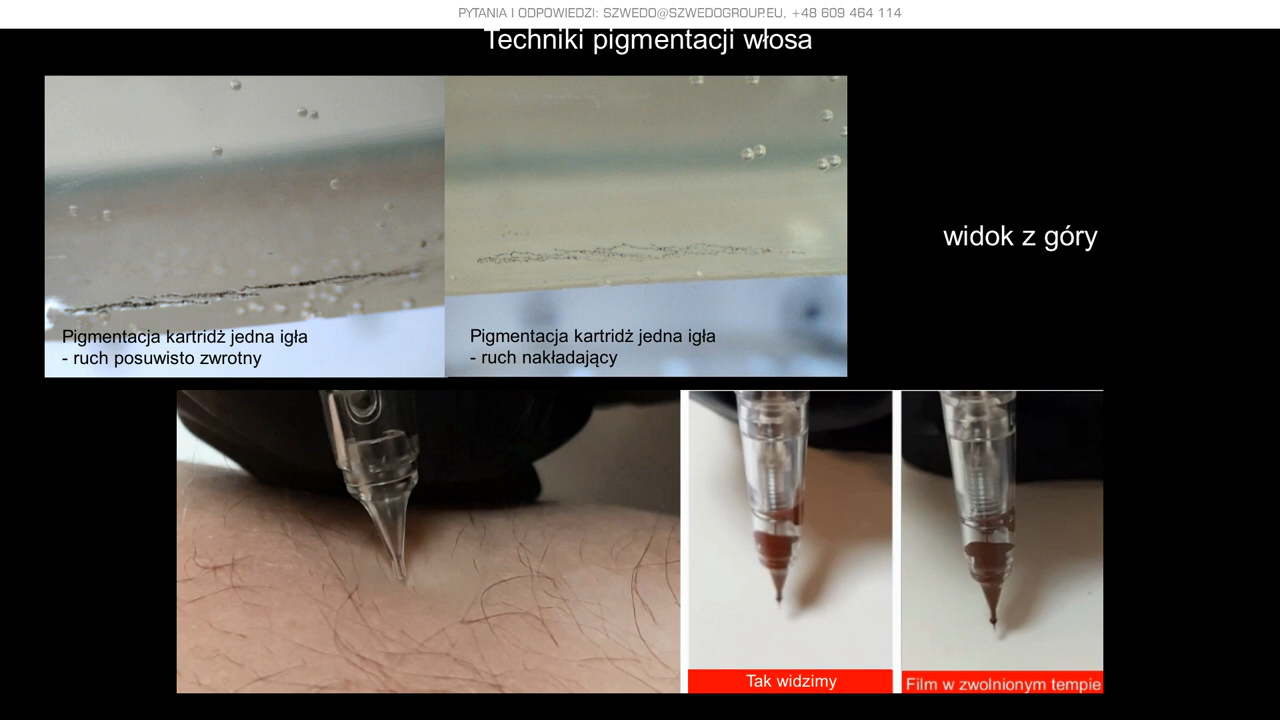 PYTANIA I ODPOWIEDZI: SZWEDO@SZWEDOGROUP.EU, +48 609 464 114
Techniki pigmentacji włosa
widok z góry
Pigmentacja kartridż jedna igła
- ruch posuwisto zwrotny
Pigmentacja kartridż jedna igła
- ruch nakładający
Tak widzimy
Film w zwolnionym tempie